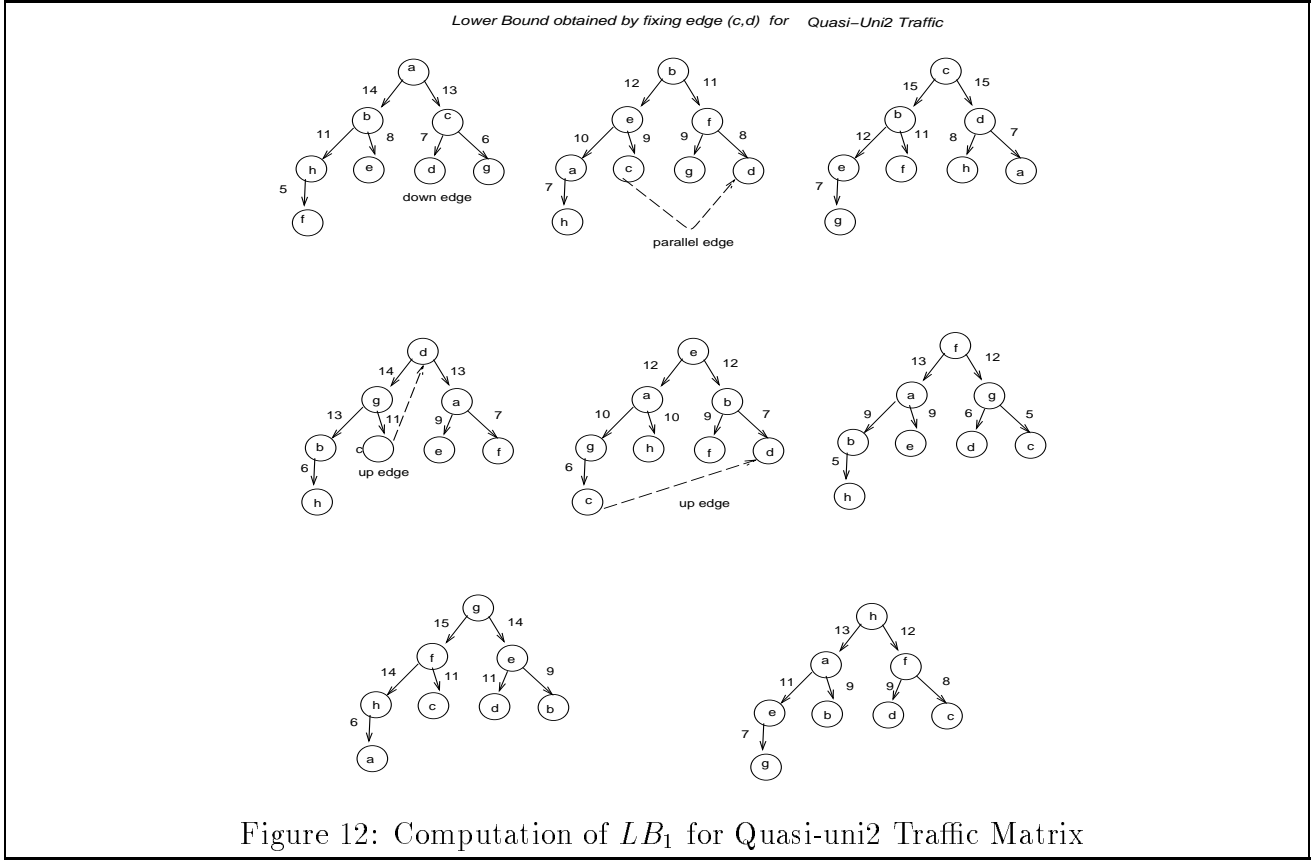 Lower Bound obtained by fixing edge (c,d) for Quasi−Uni2 Traffic
a b c
14 13 12 11 15 15
b c e f b d
11 8 7 6 10 9 9 8 12 11 8 7
h e d g a c g d e f h a
5 down edge 7 7
f h g
parallel edge
d e f
14 13 12 12 13 12
g a a b a g
13 11 9 7 10 10 9 7 9 9 6 5
b c e f g h f d b e d c
6 up edge 6 5
h c up edge h
g h
15 14 13 12
f e a f
14 11 11 9 11 9 9 8
h c d b e b d c
6 7
a g
Figure 12: Computation of LB1 for Quasi-uni2 Traffic Matrix